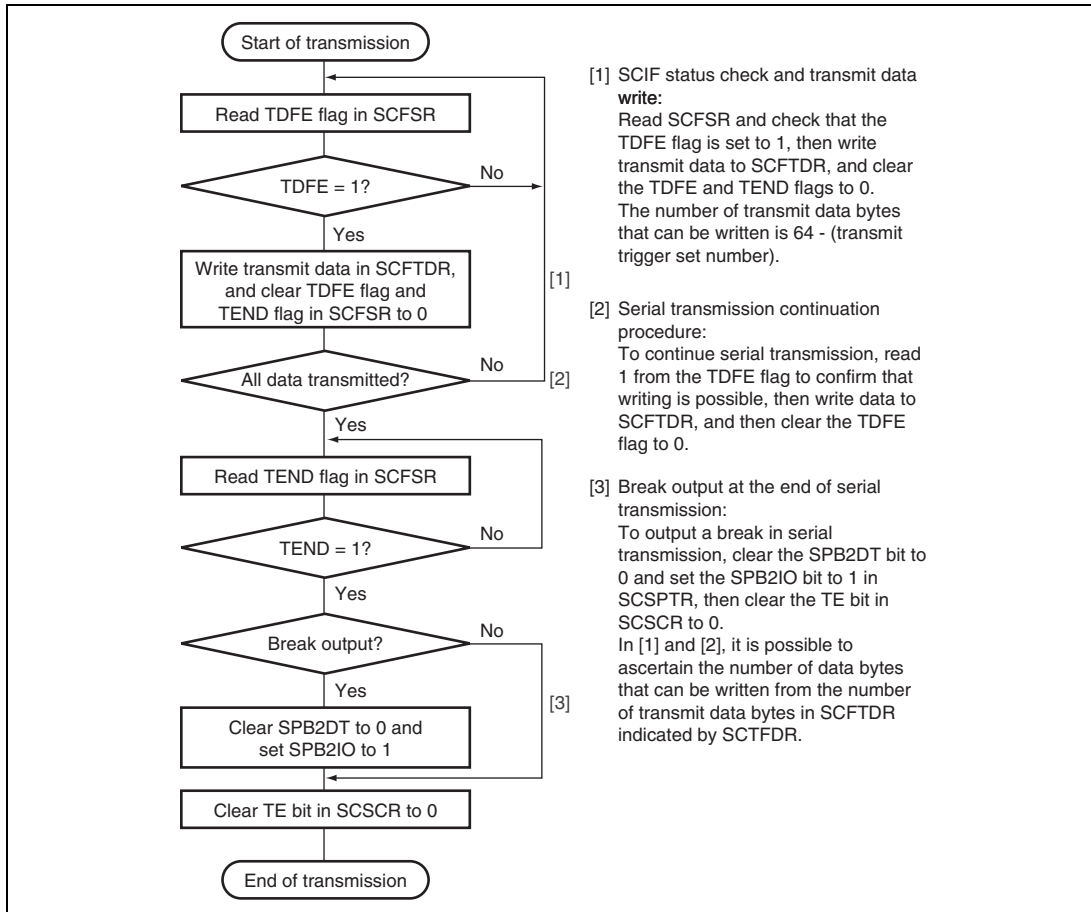 Start of transmission
Read TDFE flag in SCFSR
TDFE = 1?
No
Yes
Write transmit data in SCFTDR,
and clear TDFE flag and
TEND flag in SCFSR to 0
[1]
All data transmitted?
No
[2]
Yes
Read TEND flag in SCFSR
TEND = 1?
No
Yes
Break output?
No
Yes
[3]
Clear SPB2DT to 0 and
set SPB2IO to 1
Clear TE bit in SCSCR to 0
End of transmission
[1] SCIF status check and transmit data
write:
Read SCFSR and check that the
TDFE flag is set to 1, then write
transmit data to SCFTDR, and clear
the TDFE and TEND flags to 0.
The number of transmit data bytes
that can be written is 64 - (transmit
trigger set number).
[2] Serial transmission continuation
procedure:
To continue serial transmission, read
1 from the TDFE flag to confirm that
writing is possible, then write data to
SCFTDR, and then clear the TDFE
flag to 0.
[3] Break output at the end of serial
transmission:
To output a break in serial
transmission, clear the SPB2DT bit to
0 and set the SPB2IO bit to 1 in
SCSPTR, then clear the TE bit in
SCSCR to 0.
In [1] and [2], it is possible to
ascertain the number of data bytes
that can be written from the number
of transmit data bytes in SCFTDR
indicated by SCTFDR.